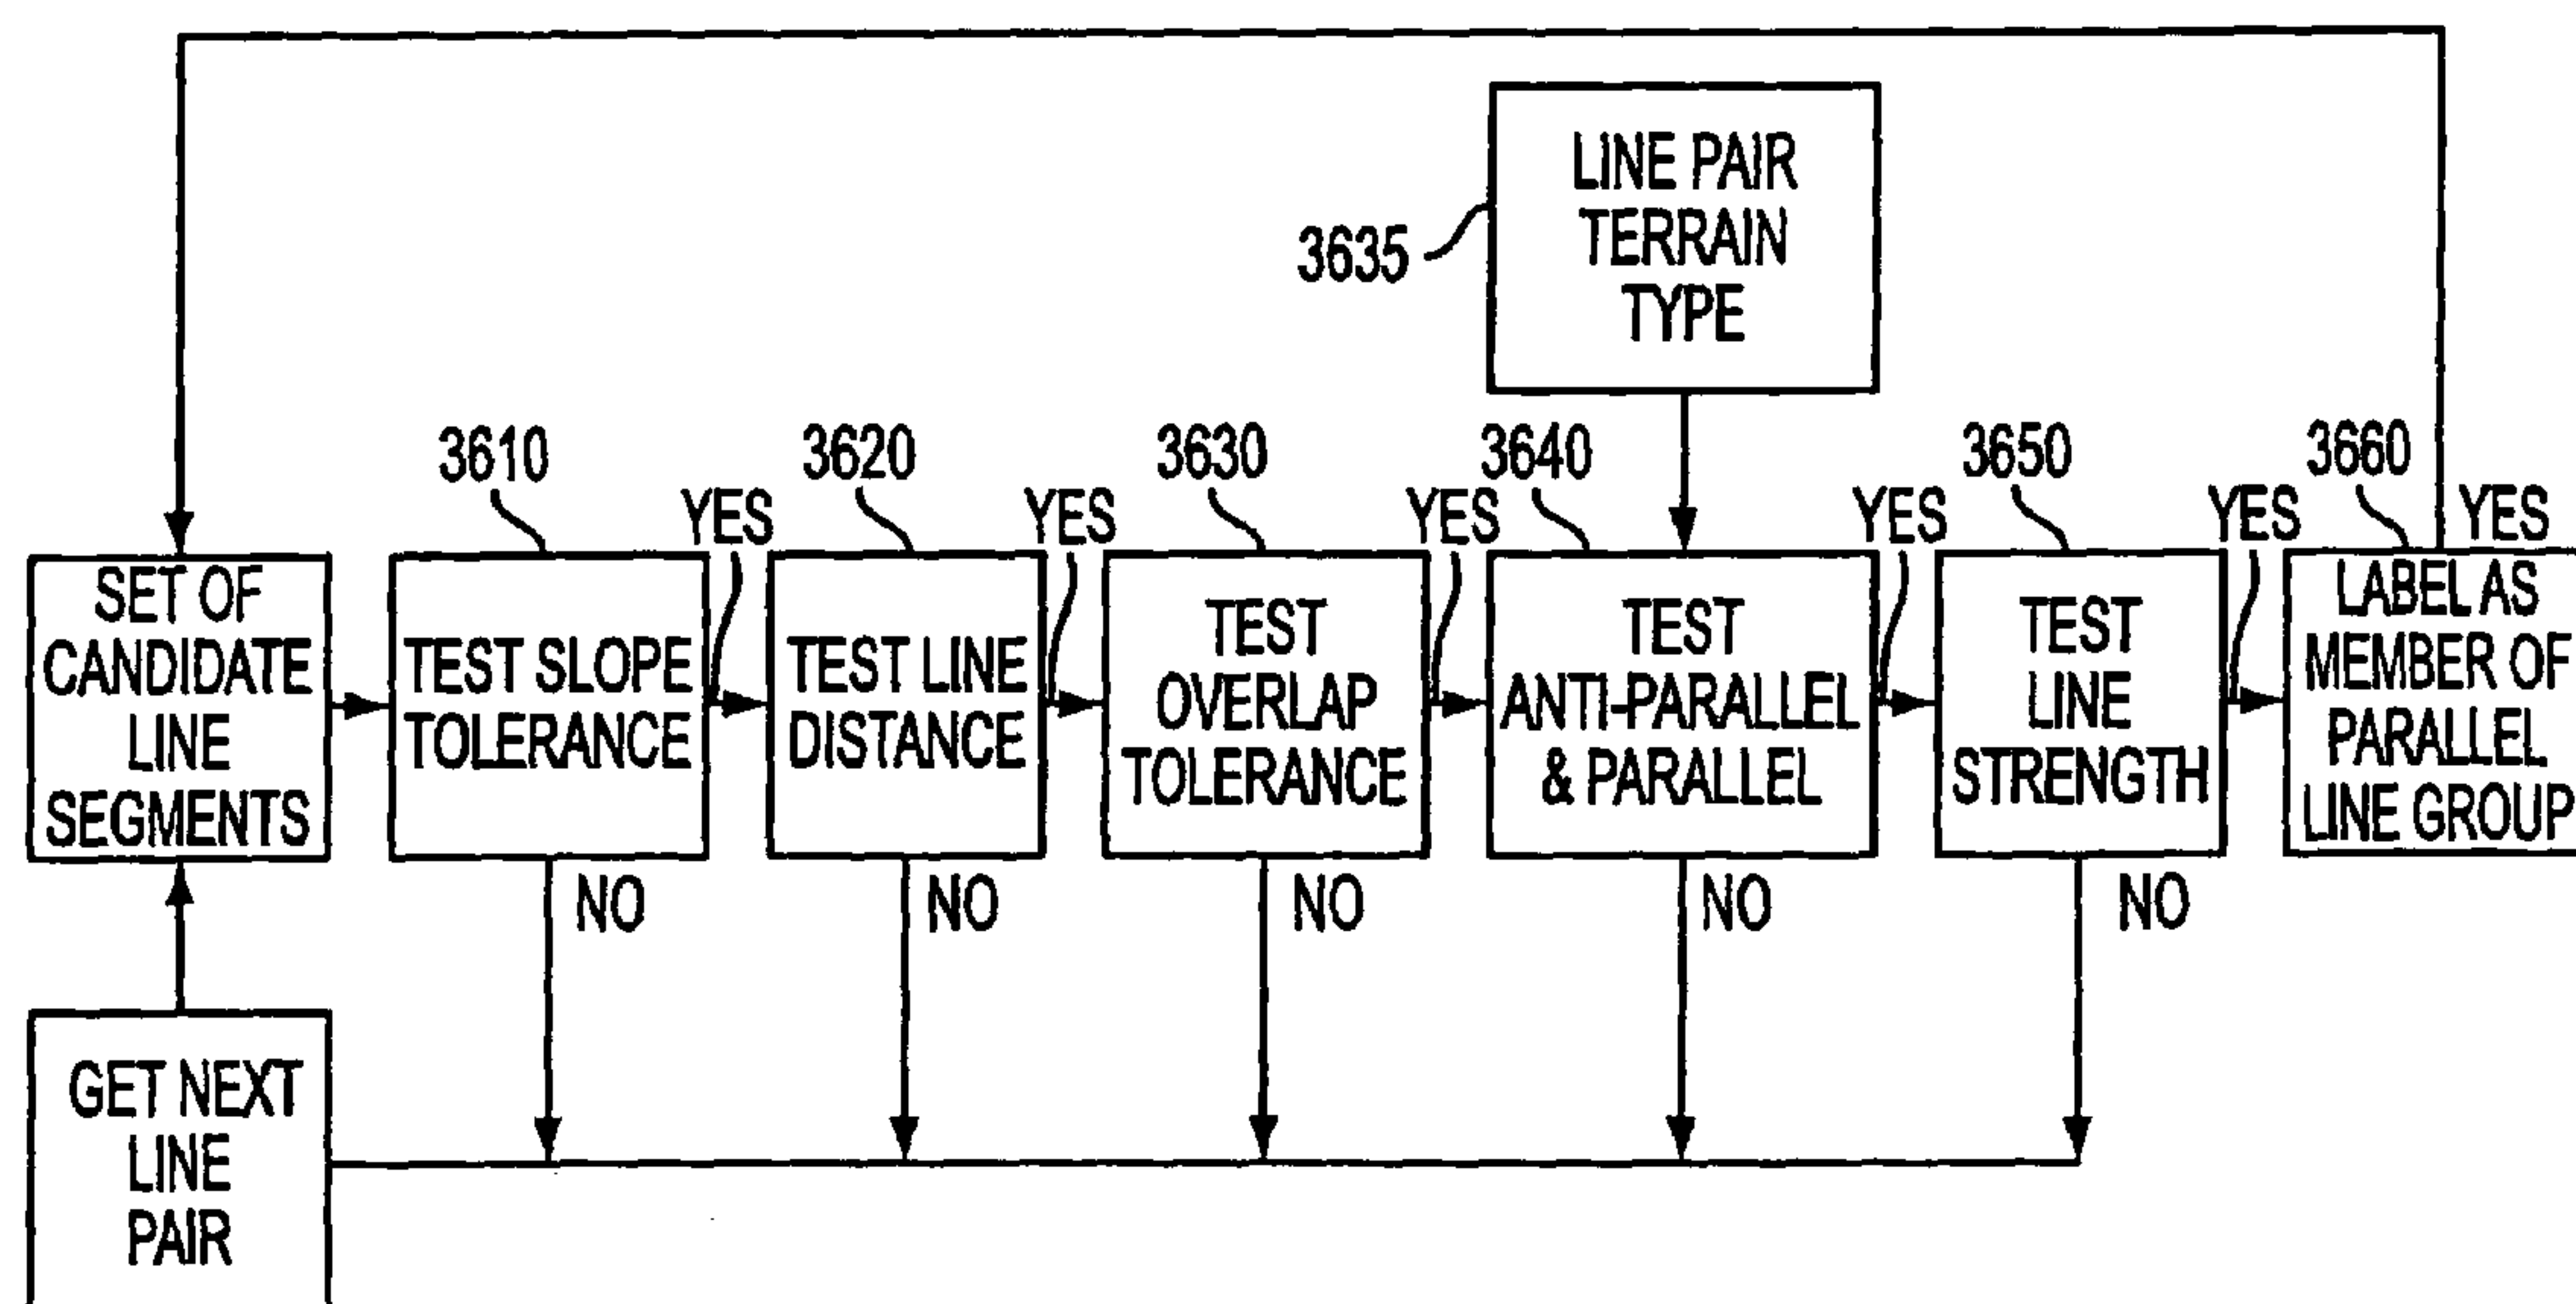 LINE PAIR
TERRAIN
TYPE
3635
3610
YES
3620
YES
3630
YES
3640
YES
3650
YES
3660
YES
SET OF
CANDIDATE
LINE
SEGMENTS
TEST SLOPE
TOLERANCE
TEST LINE
DISTANCE
TEST
OVERLAP
TOLERANCE
TEST
ANTI-PARALLEL
& PARALLEL
TEST
LINE
STRENGTH
LABEL AS
MEMBER OF
PARALLEL
LINE GROUP
NO
NO
NO
NO
NO
GET NEXT
LINE
PAIR